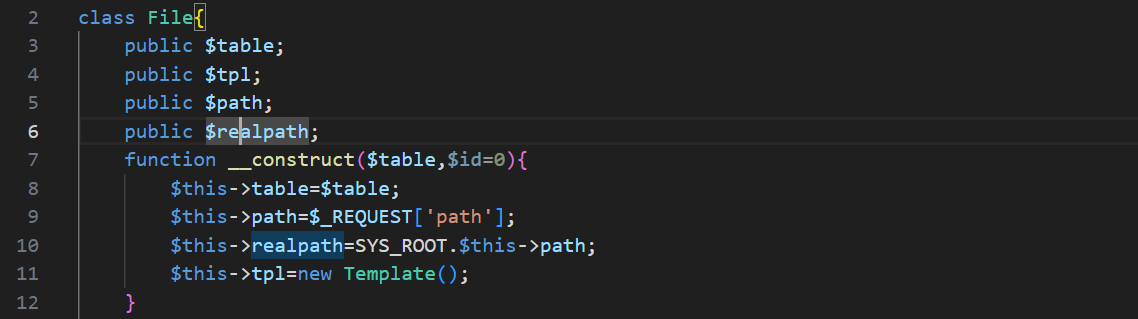 2 class File{
3 public $table;
4 public $tpl;
5 public $path;
6 public $realpath;
7 function __construct($table,$id=0){
8 $this->table=$table;
9 $this->path=$_REQUEST['path'];
10 $this->realpath=SYS_ROOT.$this->path;
11 $this->tpl=new Template();
12 }